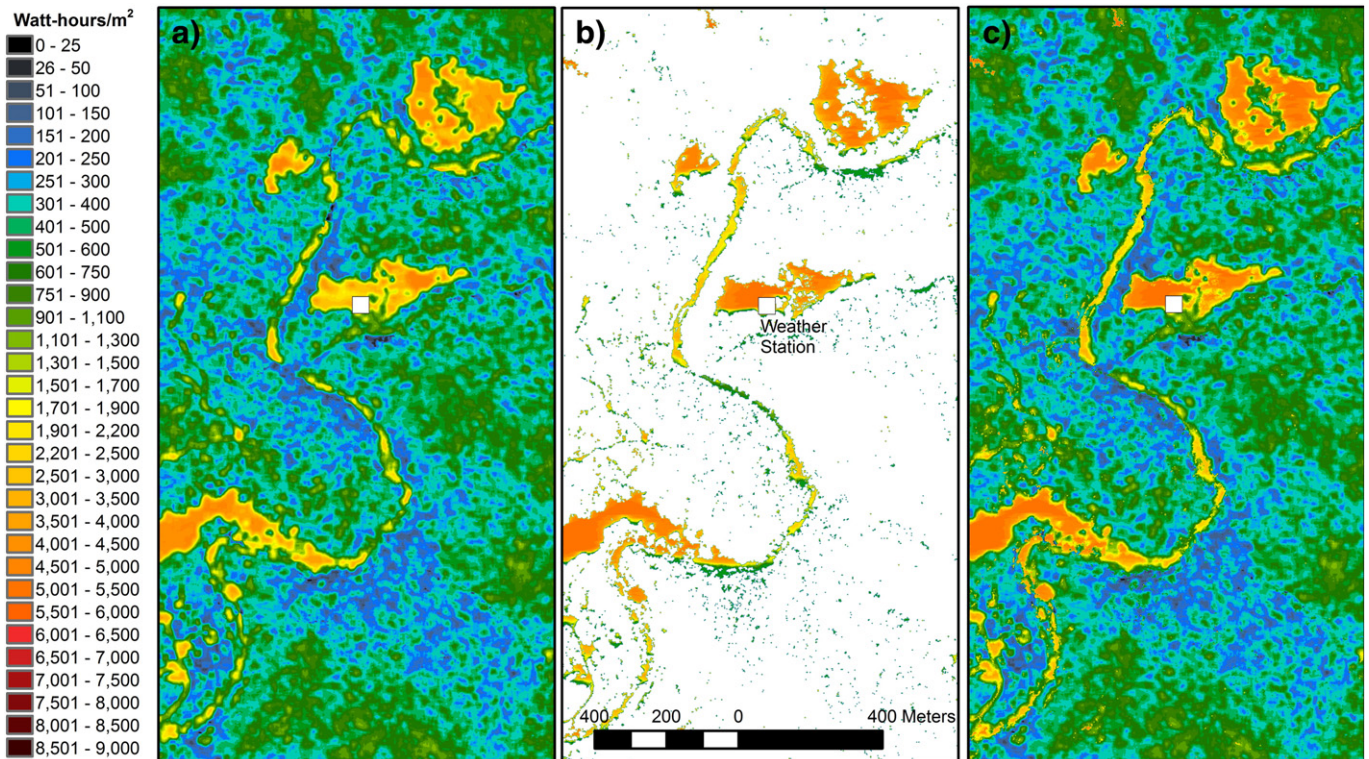 Watt-hours/m²
0 - 25
26 - 50
51 - 100
101 - 150
151 - 200
201 - 250
251 - 300
301 - 400
401 - 500
501 - 600
601 - 750
751 - 900
901 - 1,100
1,101 - 1,300
1,301 - 1,500
1,501 - 1,700
1,701 - 1,900
1,901 - 2,200
2,201 - 2,500
2,501 - 3,000
3,001 - 3,500
3,501 - 4,000
4,001 - 4,500
4,501 - 5,000
5,001 - 5,500
5,501 - 6,000
6,001 - 6,500
6,501 - 7,000
7,001 - 7,500
7,501 - 8,000
8,001 - 8,500
8,501 - 9,000
a)
b)
Weather
Station
400 200 0 400 Meters
c)